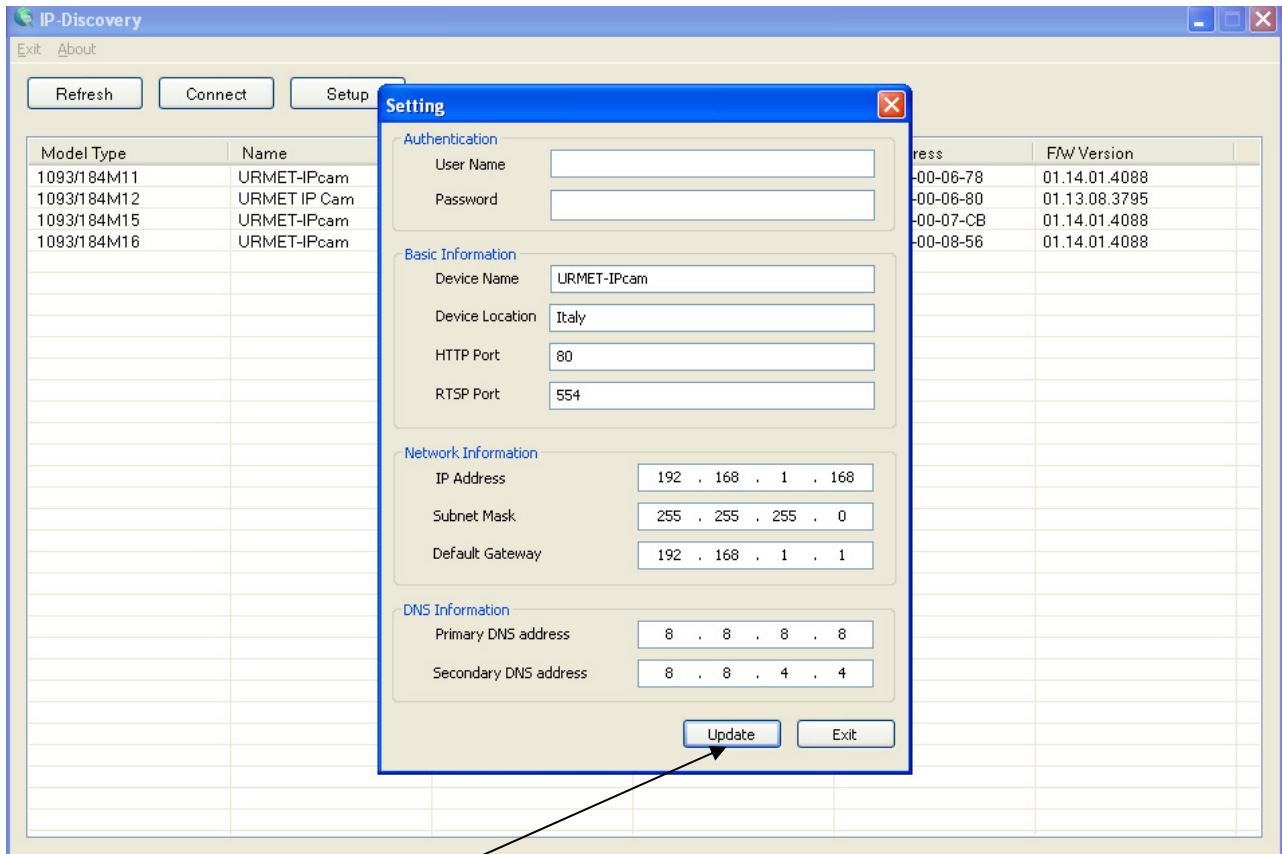 IP-Discovery
Exit About
Refresh Connect Setup
Setting
Model Type Name ress F/W Version
1093/184M11 URMET-IPcam -00-06-78 01.14.01.4088
1093/184M12 URMET IP Cam -00-06-80 01.13.08.3795
1093/184M15 URMET-IPcam -00-07-CB 01.14.01.4088
1093/184M16 URMET-IPcam -00-08-56 01.14.01.4088
Authentication
User Name
Password
Basic Information
Device Name URMET-IPcam
Device Location Italy
HTTP Port 80
RTSP Port 554
Network Information
IP Address 192 . 168 . 1 . 168
Subnet Mask 255 . 255 . 255 . 0
Default Gateway 192 . 168 . 1 . 1
DNS Information
Primary DNS address 8 . 8 . 8 . 8
Secondary DNS address 8 . 8 . 4 . 4
Update Exit